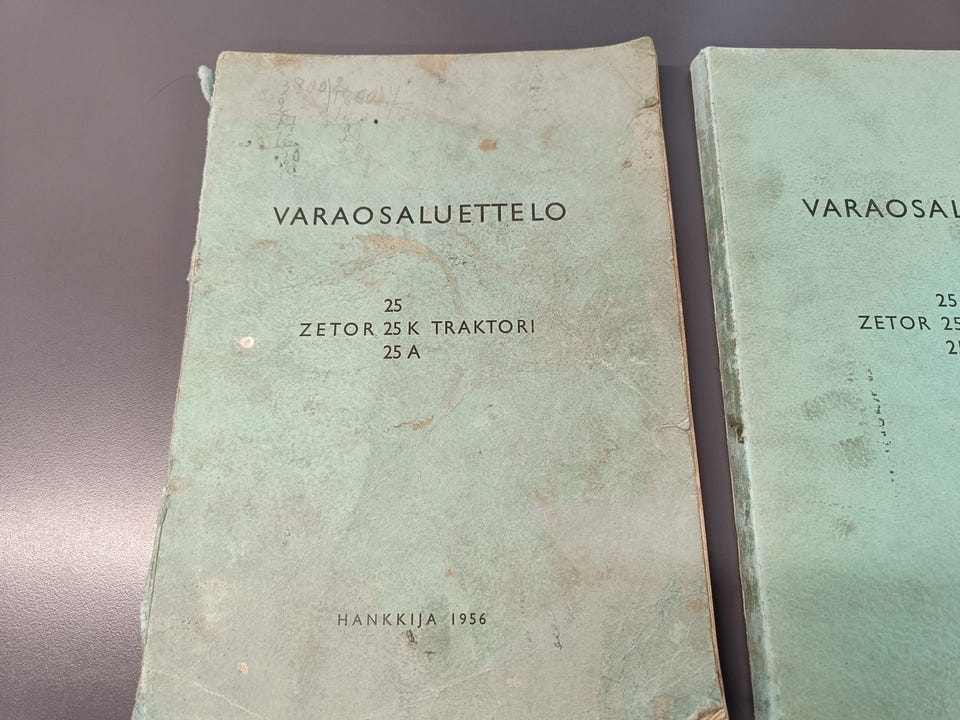 VARAOSALUETTELO
25
ZETOR 25 K TRAKTORI
25 A
HANKKIJA 1956
VARAOSAL
25
ZETOR 25